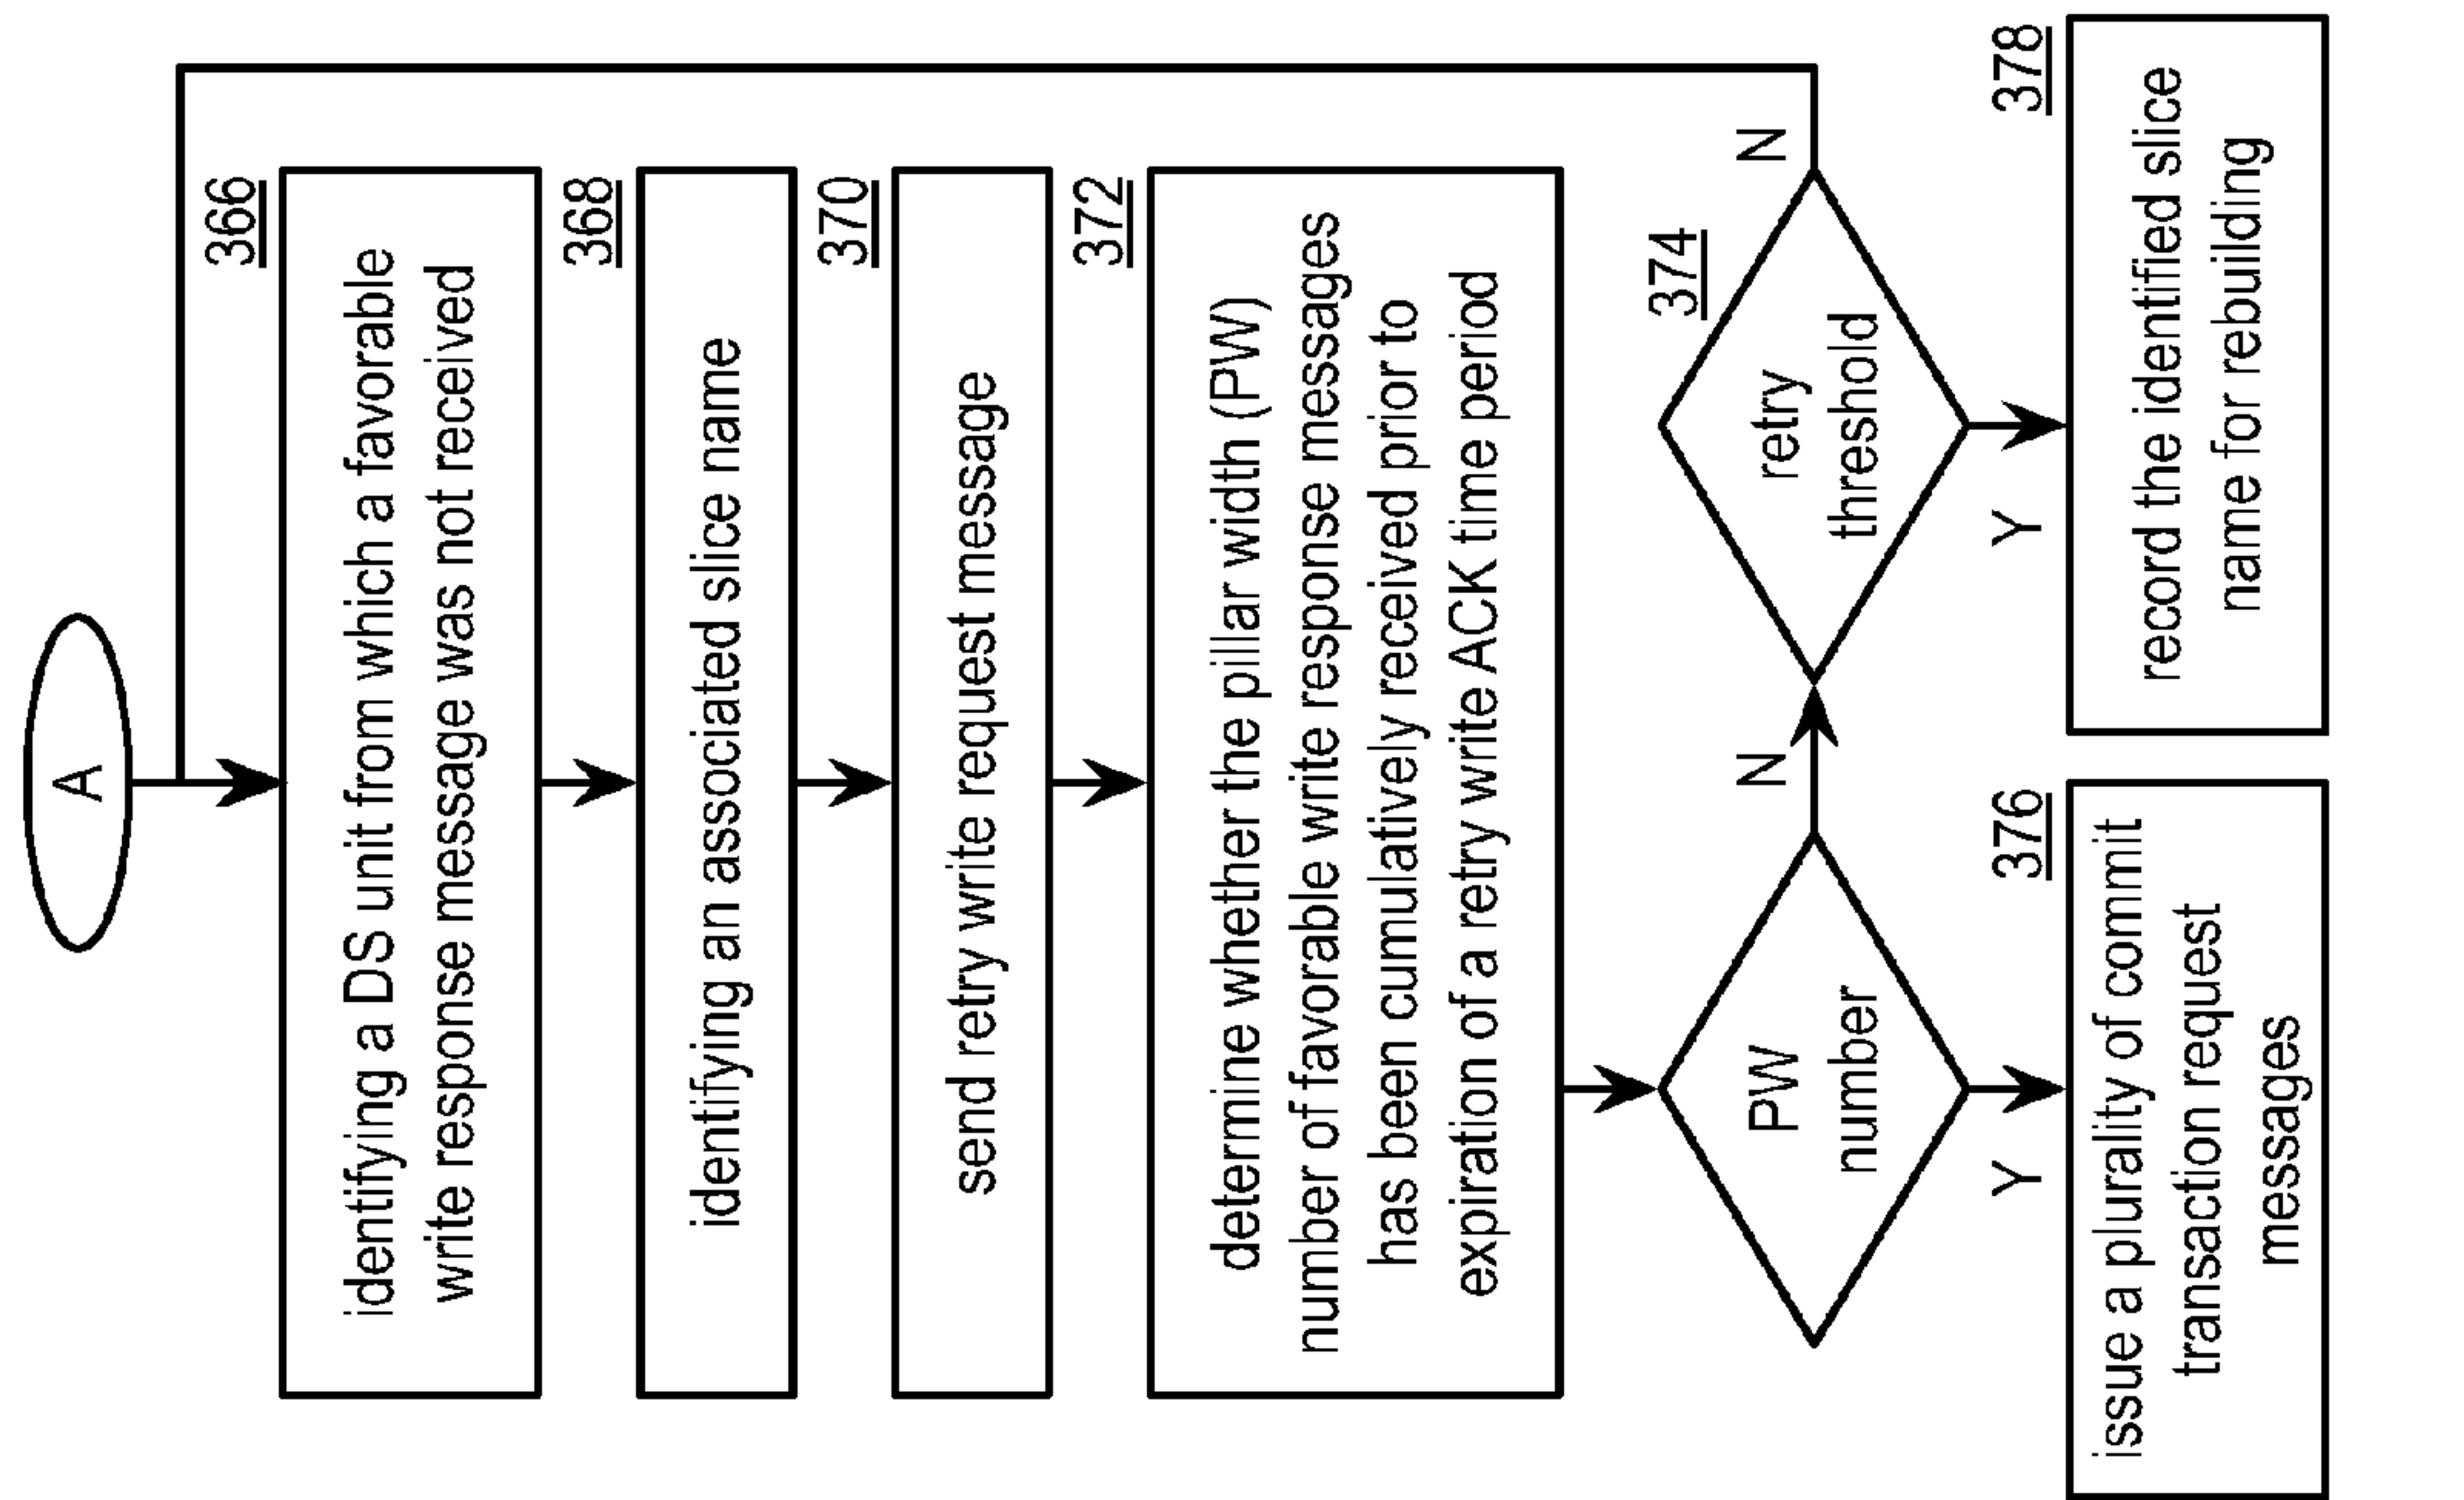 A
366
identifying a DS unit from which a favorable
write response message was not received
368
identifying an associated slice name
370
send retry write request message
372
determine whether the pillar width (PW)
number of favorable write response messages
has been cumulatively received prior to
expiration of a retry write ACK time period
PW
number
N
Y
374
retry
threshold
N
Y
376
issue a plurality of commit
transaction request
messages
378
record the identified slice
name for rebuilding